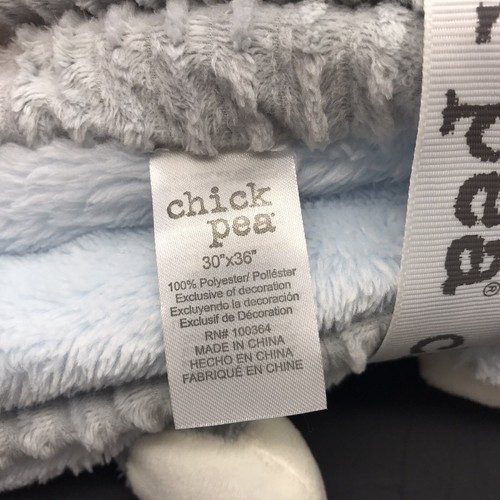 chick
pea
30"x36"
100% Polyester/ Poliéster
Exclusive of decoration
Excluyendo la decoración
Exclusif de Décoration
RN# 100364
MADE IN CHINA
HECHO EN CHINA
FABRIQUÉ EN CHINE
pea®
c